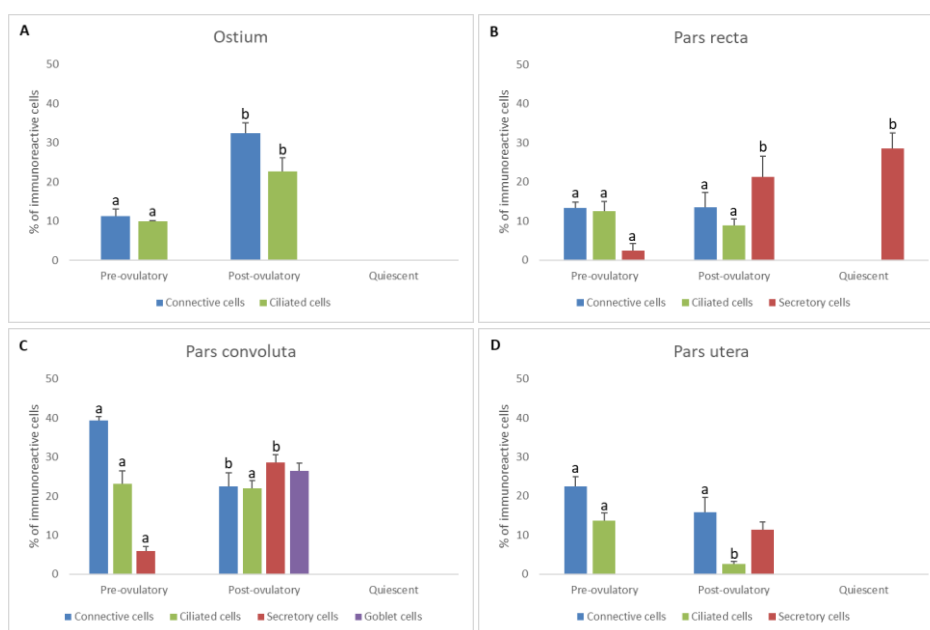 A
Ostium
% of immunoreactive cells
50
40
30
20
10
0
a
a
b
b
Pre-ovulatory
Post-ovulatory
Quiescent
Connective cells
Ciliated cells
B
Pars recta
% of immunoreactive cells
50
40
30
20
10
0
a
a
a
a
a
b
b
Pre-ovulatory
Post-ovulatory
Quiescent
Connective cells
Ciliated cells
Secretory cells
C
Pars convoluta
% of immunoreactive cells
50
40
30
20
10
0
a
a
a
b
a
b
Pre-ovulatory
Post-ovulatory
Quiescent
Connective cells
Ciliated cells
Secretory cells
Goblet cells
D
Pars utera
% of immunoreactive cells
50
40
30
20
10
0
a
a
a
b
Pre-ovulatory
Post-ovulatory
Quiescent
Connective cells
Ciliated cells
Secretory cells